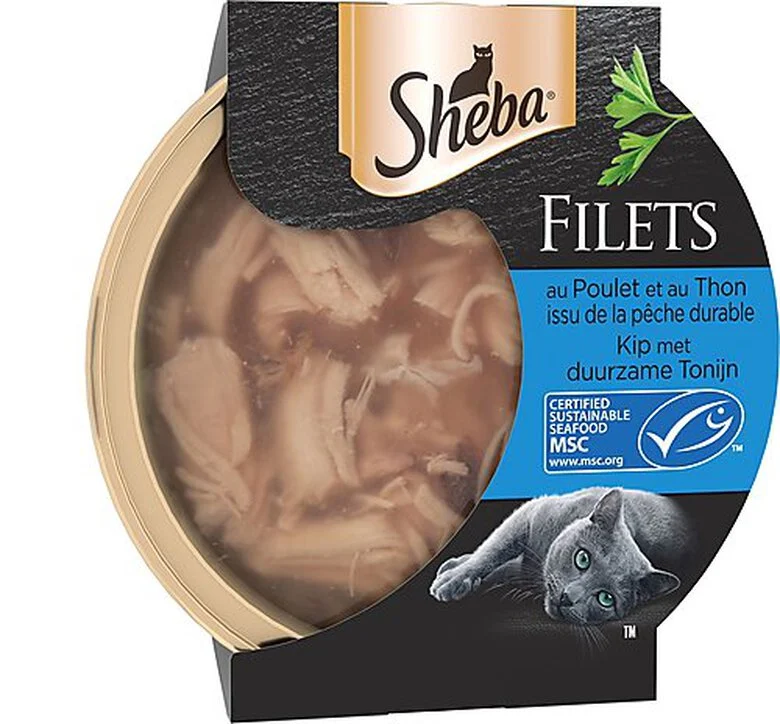 Sheba®
FILETS
au Poulet et au Thon
issu de la pêche durable
Kip met
duurzame Tonijn
CERTIFIED
SUSTAINABLE
SEAFOOD
MSC
www.msc.org
TM
TM